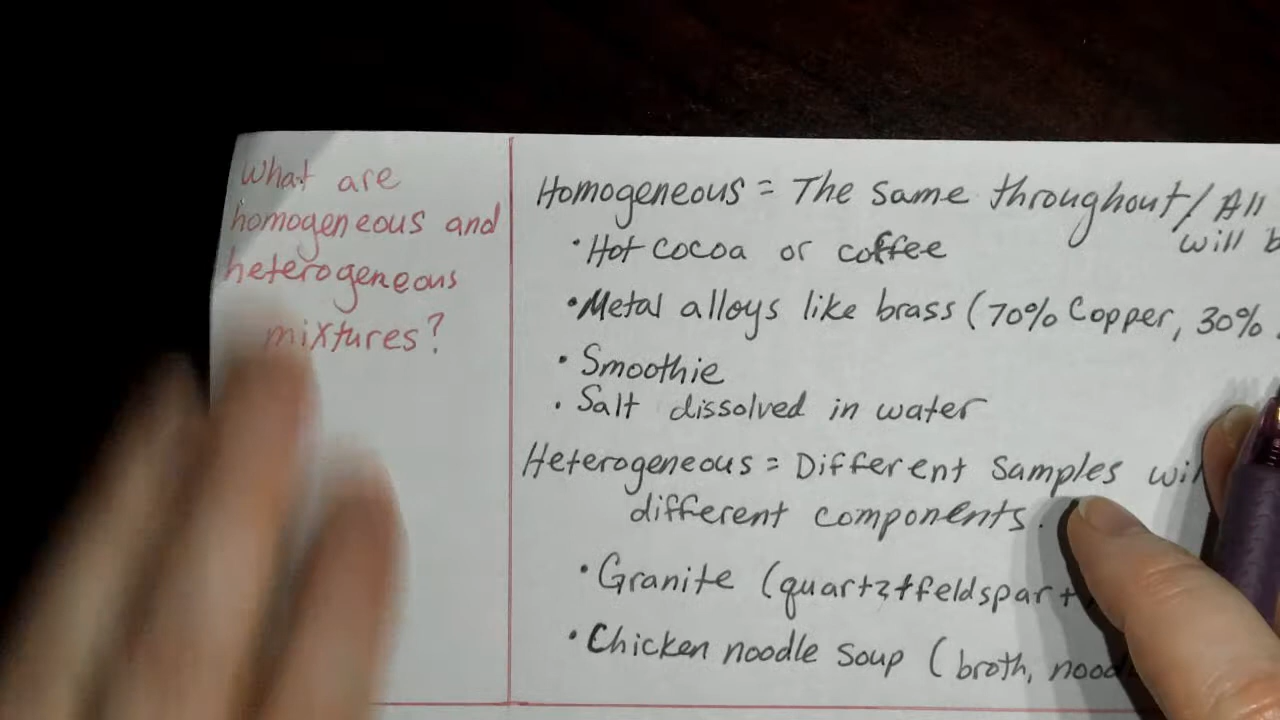 What are
homogeneous and
heterogeneous
mixtures?
Homogeneous = The same throughout/All
will
• Hot cocoa or coffee
• Metal alloys like brass (70% Copper, 30%
• Smoothie
• Salt dissolved in water
Heterogeneous = Different samples
different components.
• Granite (quartz+feldspar+
• Chicken noodle soup (broth,